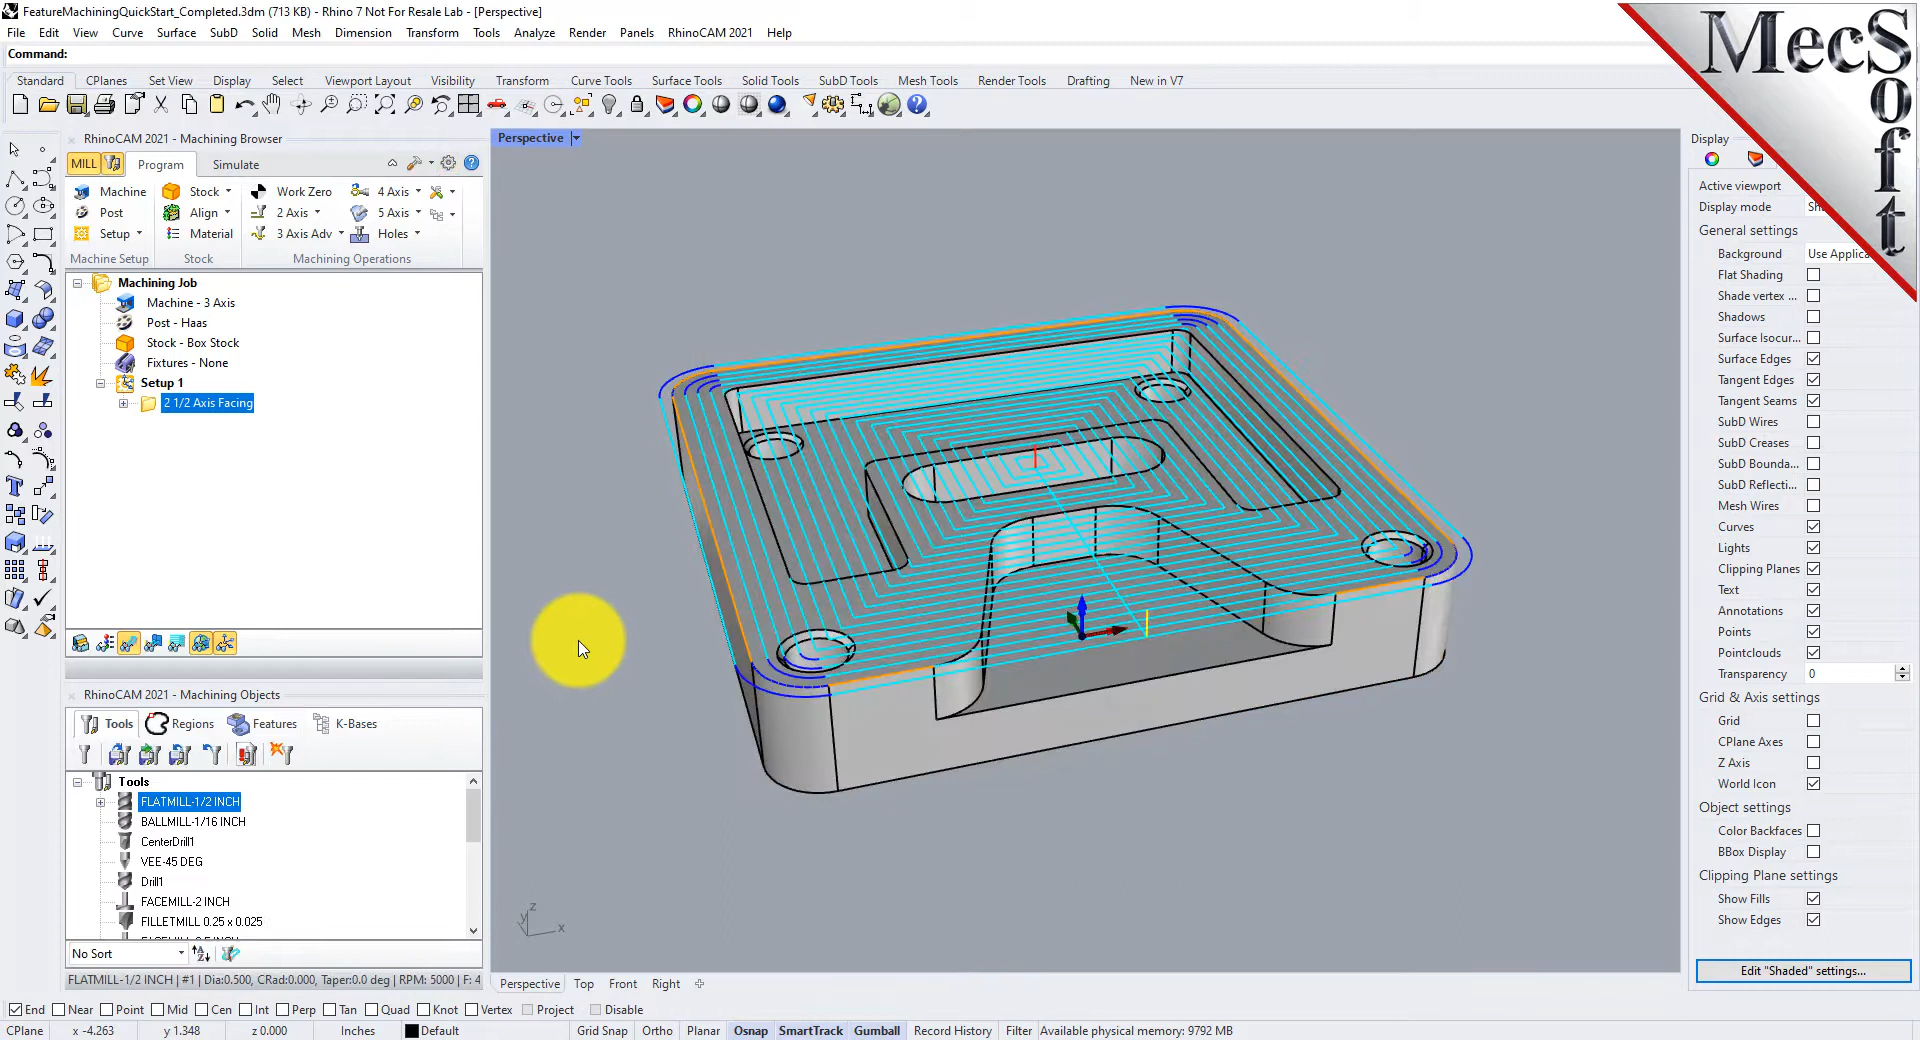 FeatureMachiningQuickStart_Completed.3dm (713 KB) - Rhino 7 Not For Resale Lab - [Perspective]
File Edit View Curve Surface SubD Solid Mesh Dimension Transform Tools Analyze Render Panels RhinoCAM 2021 Help
Command:
Standard CPlanes Set View Display Select Viewport Layout Visibility Transform Curve Tools Surface Tools Solid Tools SubD Tools Mesh Tools Render Tools Drafting New in V7
MecSoft
RhinoCAM 2021 - Machining Browser
MILL Program Simulate
Machine Stock Work Zero 4 Axis
Post Align 2 Axis 5 Axis
Setup Material 3 Axis Adv Holes
Machine Setup Stock Machining Operations
Machining Job
Machine - 3 Axis
Post - Haas
Stock - Box Stock
Fixtures - None
Setup 1
2 1/2 Axis Facing
RhinoCAM 2021 - Machining Objects
Tools Regions Features K-Bases
Tools
FLATMILL-1/2 INCH
BALLMILL-1/16 INCH
CenterDrill1
VEE-45 DEG
Drill1
FACEMILL-2 INCH
FILLETMILL 0.25 x 0.025
No Sort
FLATMILL-1/2 INCH | #1 | Dia:0.500, CRad:0.000, Taper:0.0 deg | RPM: 5000 | F: 4
Perspective
z
y
x
Perspective Top Front Right
Display
Active viewport
Display mode
General settings
Background Use Applica
Flat Shading
Shade vertex ...
Shadows
Surface Isocur...
Surface Edges
Tangent Edges
Tangent Seams
SubD Wires
SubD Creases
SubD Bounda...
SubD Reflecti...
Mesh Wires
Curves
Lights
Clipping Planes
Text
Annotations
Points
Pointclouds
Transparency 0
Grid & Axis settings
Grid
CPlane Axes
Z Axis
World Icon
Object settings
Color Backfaces
BBox Display
Clipping Plane settings
Show Fills
Show Edges
Edit "Shaded" settings...
End Near Point Mid Cen Int Perp Tan Quad Knot Vertex Project Disable
CPlane x -4.263 y 1.348 z 0.000 Inches Default Grid Snap Ortho Planar Osnap SmartTrack Gumball Record History Filter Available physical memory: 9792 MB